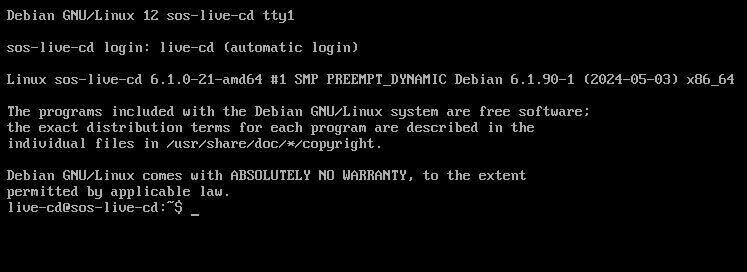 Debian GNU/Linux 12 sos-live-cd tty1
sos-live-cd login: live-cd (automatic login)
Linux sos-live-cd 6.1.0-21-amd64 #1 SMP PREEMPT_DYNAMIC Debian 6.1.90-1 (2024-05-03) x86_64
The programs included with the Debian GNU/Linux system are free software;
the exact distribution terms for each program are described in the
individual files in /usr/share/doc/*/copyright.
Debian GNU/Linux comes with ABSOLUTELY NO WARRANTY, to the extent
permitted by applicable law.
live-cd@sos-live-cd:~$ _